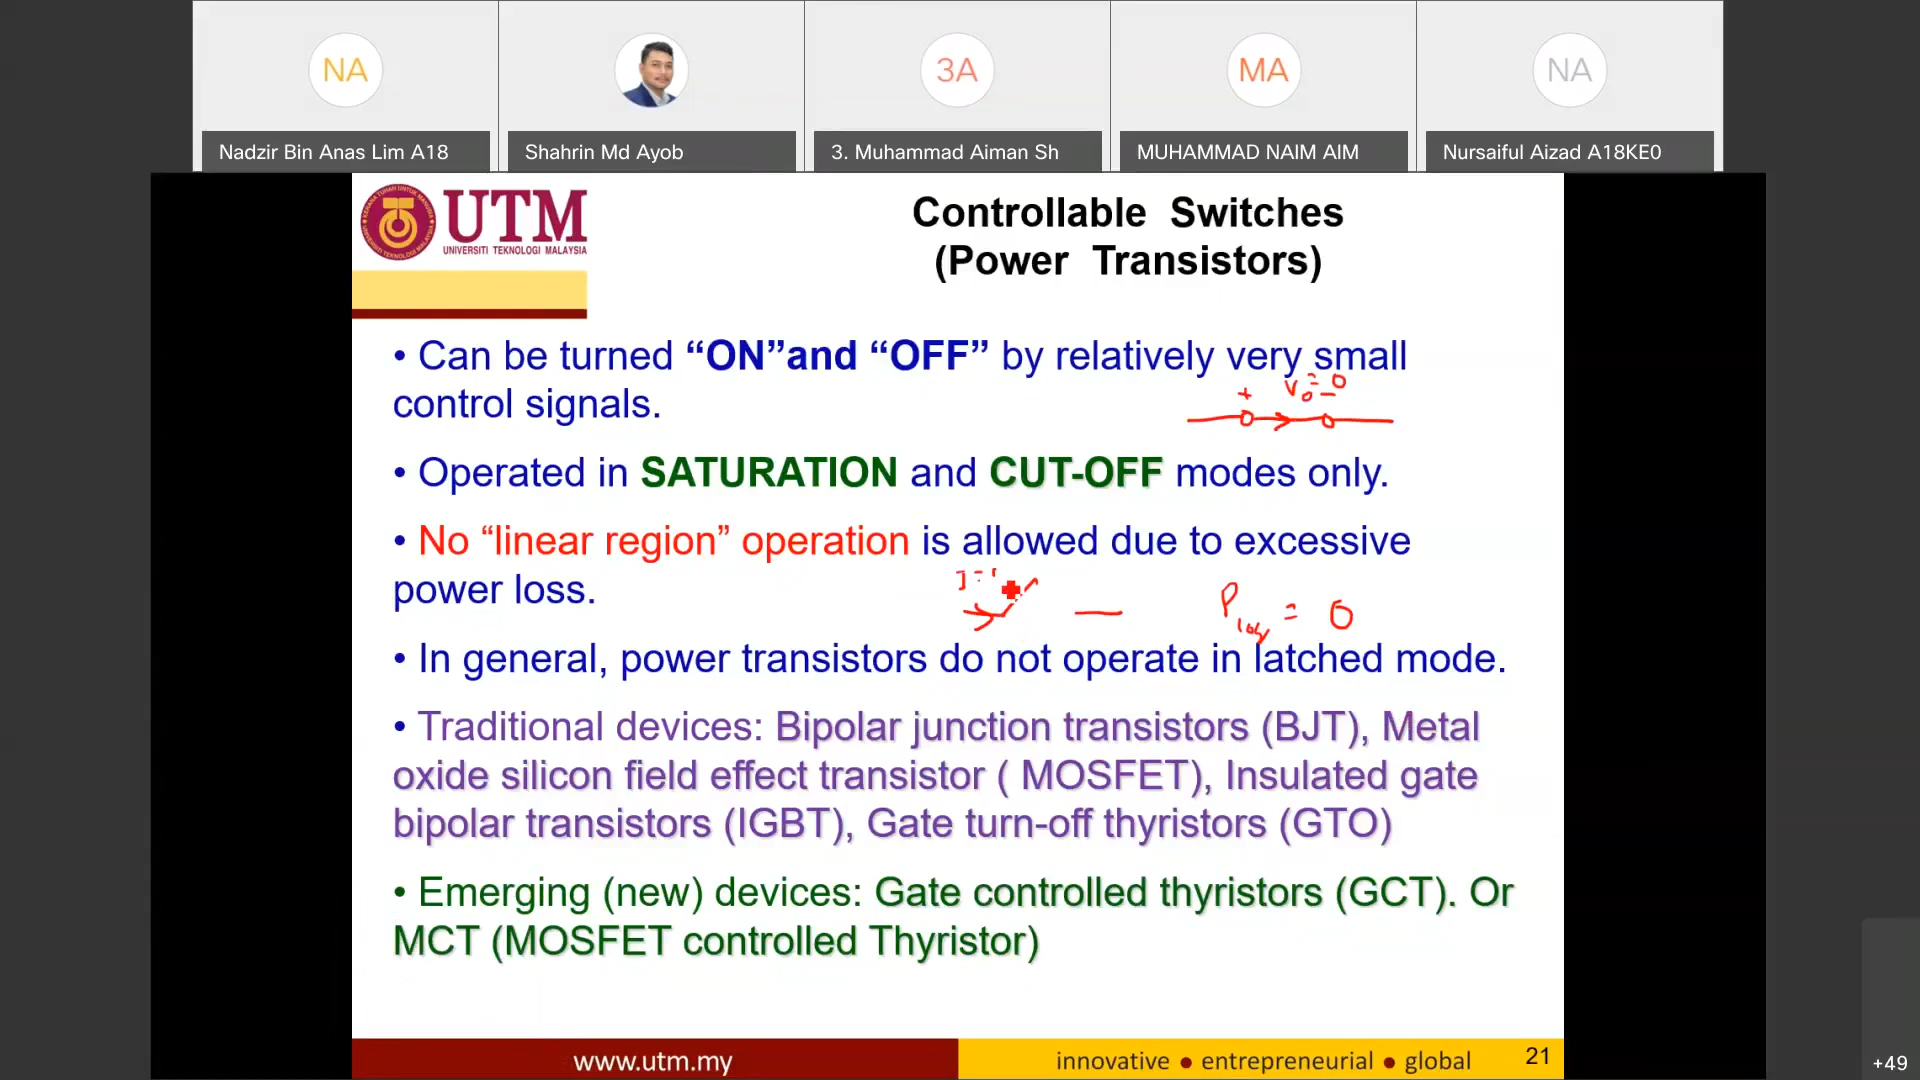 NA
3A
MA
NA
Nadzir Bin Anas Lim A18
Shahrin Md Ayob
3. Muhammad Aiman Sh
MUHAMMAD NAIM AIM
Nursaiful Aizad A18KE0
UTM
UNIVERSITI TEKNOLOGI MALAYSIA
Controllable Switches
(Power Transistors)
• Can be turned “ON”and “OFF” by relatively very small
control signals.
+ V₀ = 0 −
• Operated in SATURATION and CUT-OFF modes only.
• No “linear region” operation is allowed due to excessive
power loss.
P = 0
• In general, power transistors do not operate in latched mode.
• Traditional devices: Bipolar junction transistors (BJT), Metal
oxide silicon field effect transistor ( MOSFET), Insulated gate
bipolar transistors (IGBT), Gate turn-off thyristors (GTO)
• Emerging (new) devices: Gate controlled thyristors (GCT). Or
MCT (MOSFET controlled Thyristor)
www.utm.my
innovative ● entrepreneurial ● global
21
+49